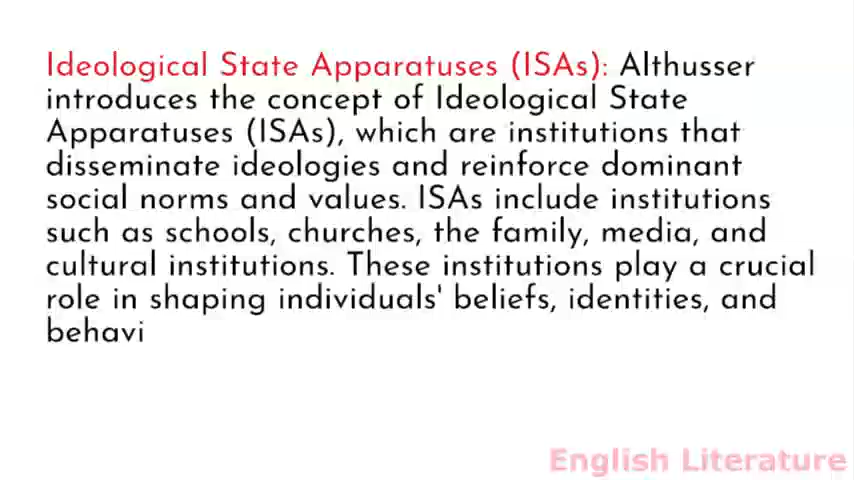 Ideological State Apparatuses (ISAs): Althusser
introduces the concept of Ideological State
Apparatuses (ISAs), which are institutions that
disseminate ideologies and reinforce dominant
social norms and values. ISAs include institutions
such as schools, churches, the family, media, and
cultural institutions. These institutions play a crucial
role in shaping individuals' beliefs, identities, and
behavi
English Literature